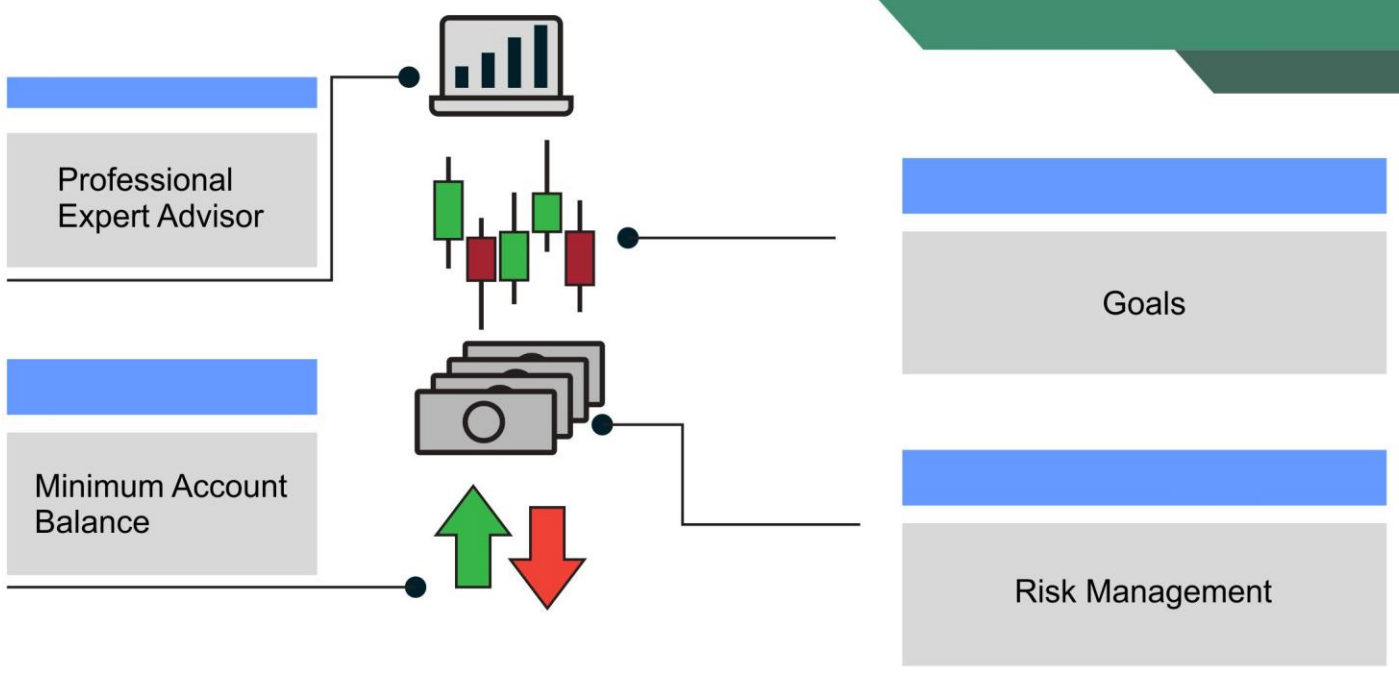 Professional
Expert Advisor
Goals
Minimum Account
Balance
Risk Management